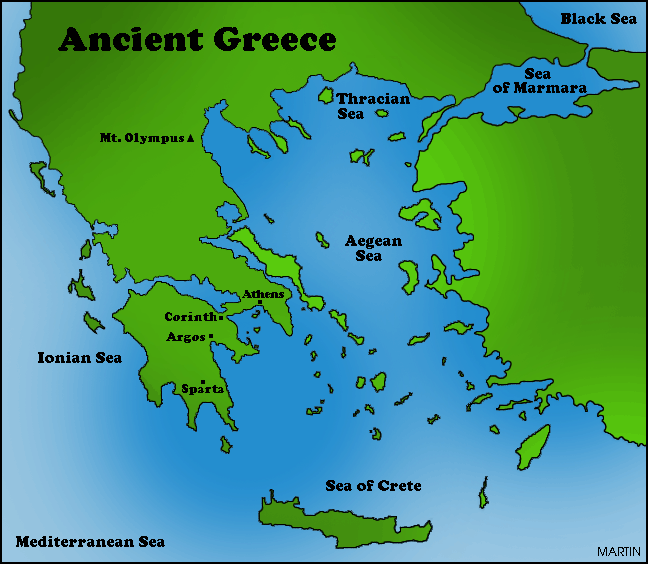 Black Sea
Ancient Greece
Sea
of Marmara
Thracian
Sea
Mt. Olympus
Aegean
Sea
Athens
Corinth
Argos
Ionian Sea
Sparta
Sea of Crete
Mediterranean Sea
MARTIN